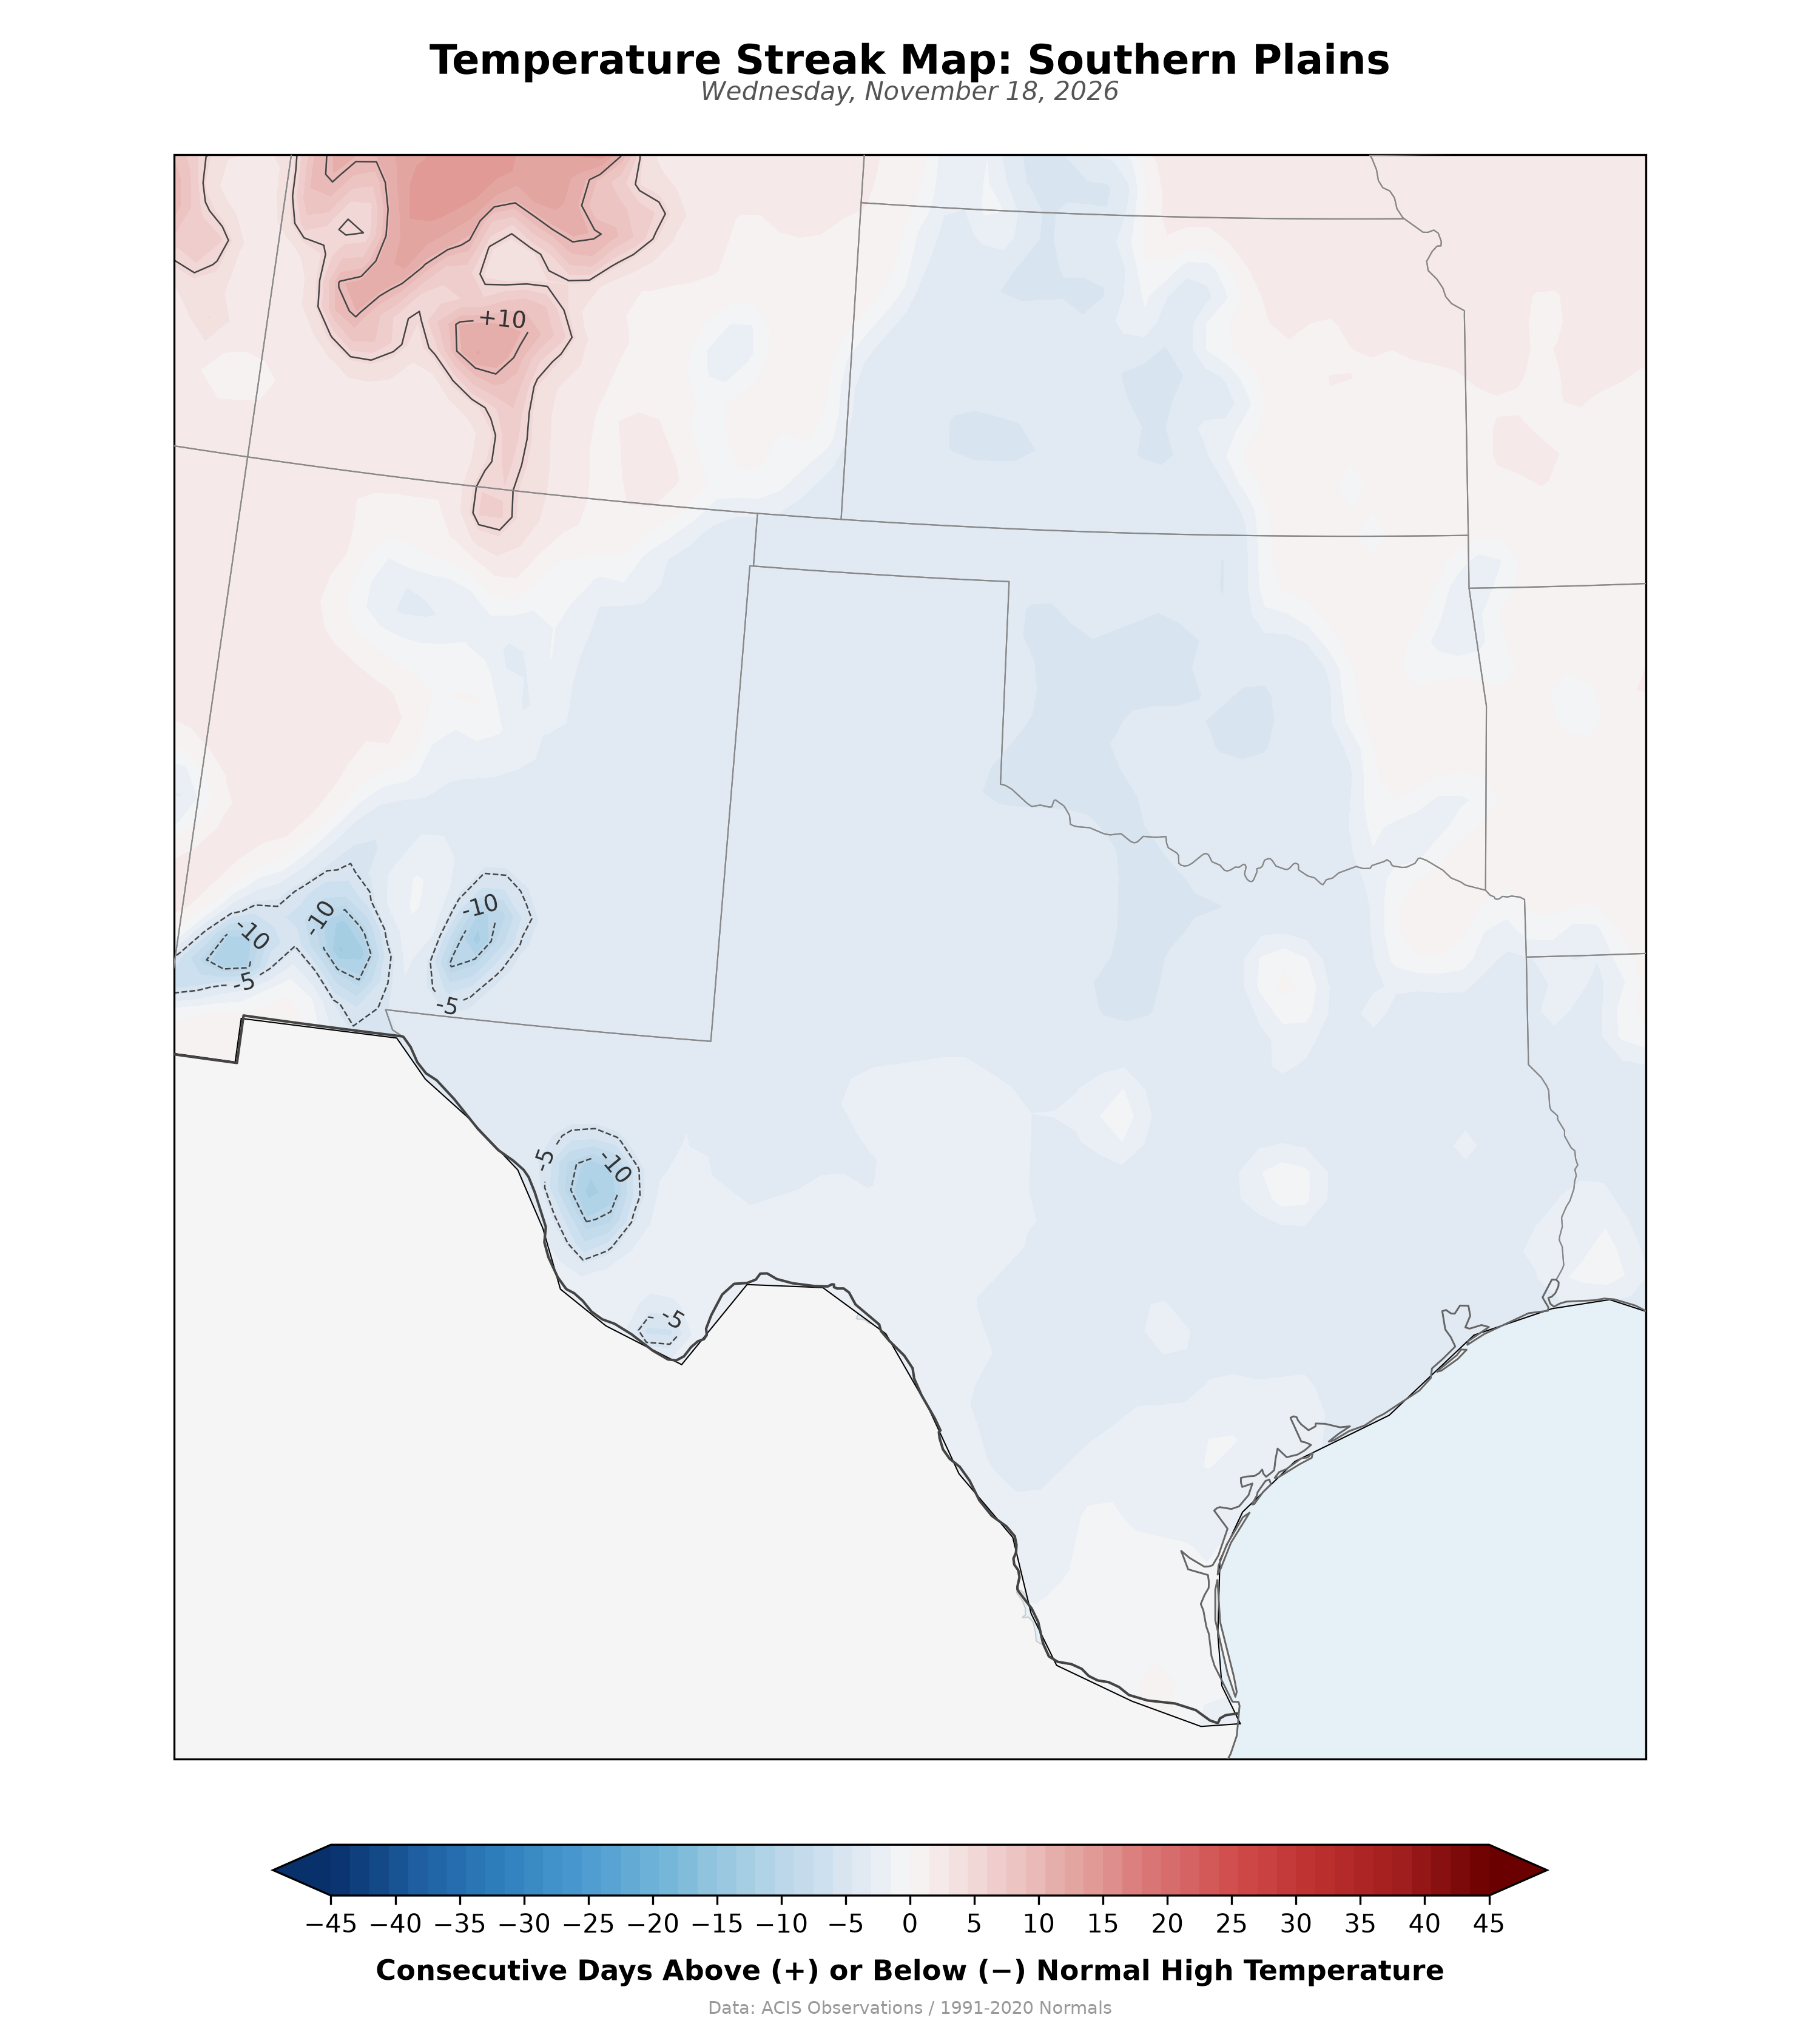 Temperature Streak Map: Southern Plains
Wednesday, November 18, 2026
+10
-10
-10
-10
-5
-5
-5
-10
-5
−45 −40 −35 −30 −25 −20 −15 −10 −5 0 5 10 15 20 25 30 35 40 45
Consecutive Days Above (+) or Below (−) Normal High Temperature
Data: ACIS Observations / 1991-2020 Normals